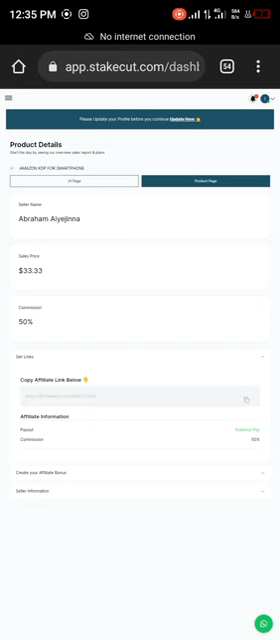 12:35 PM
4G
584
B/s
7
No internet connection
app.stakecut.com/dashb
54
Please Update your Profile before you continue Update Here
Product Details
Start the day by seeing our overview sales report & plans
AMAZON KDP FOR SMARTPHONE
JV Page
Product Page
Seller Name
Abraham Aiyejinna
Sales Price
$33.33
Commission
50%
Get Links
Copy Affiliate Link Below
Affiliate Information
Payout
Stakecut Pay
Commission
50%
Create your Affiliate Bonus
Seller Information